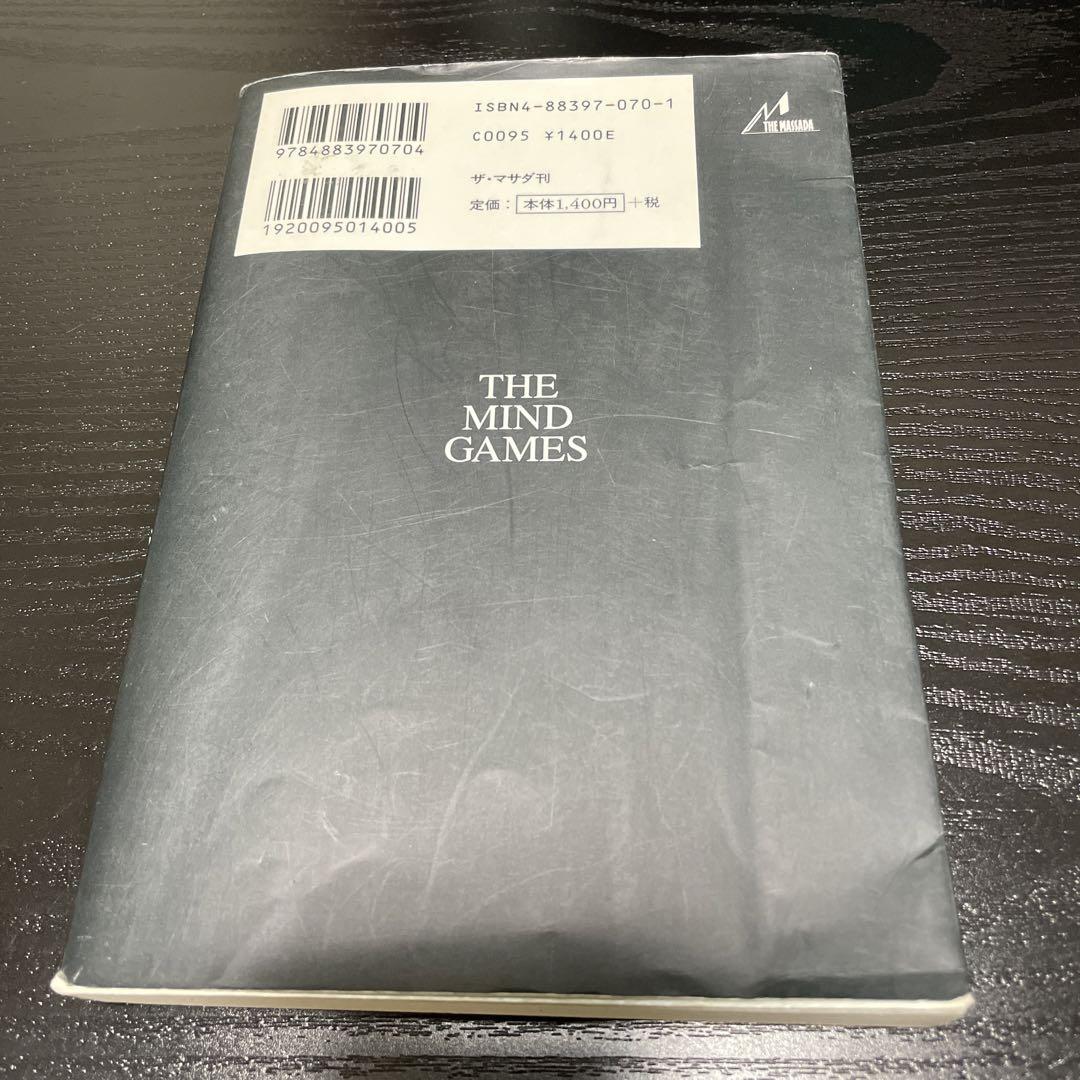 ISBN4-88397-070-1
C0095 ¥1400E
9784883970704
ザ・マサダ刊
定価：本体1,400円+税
1920095014005
THE MASSADA
THE
MIND
GAMES